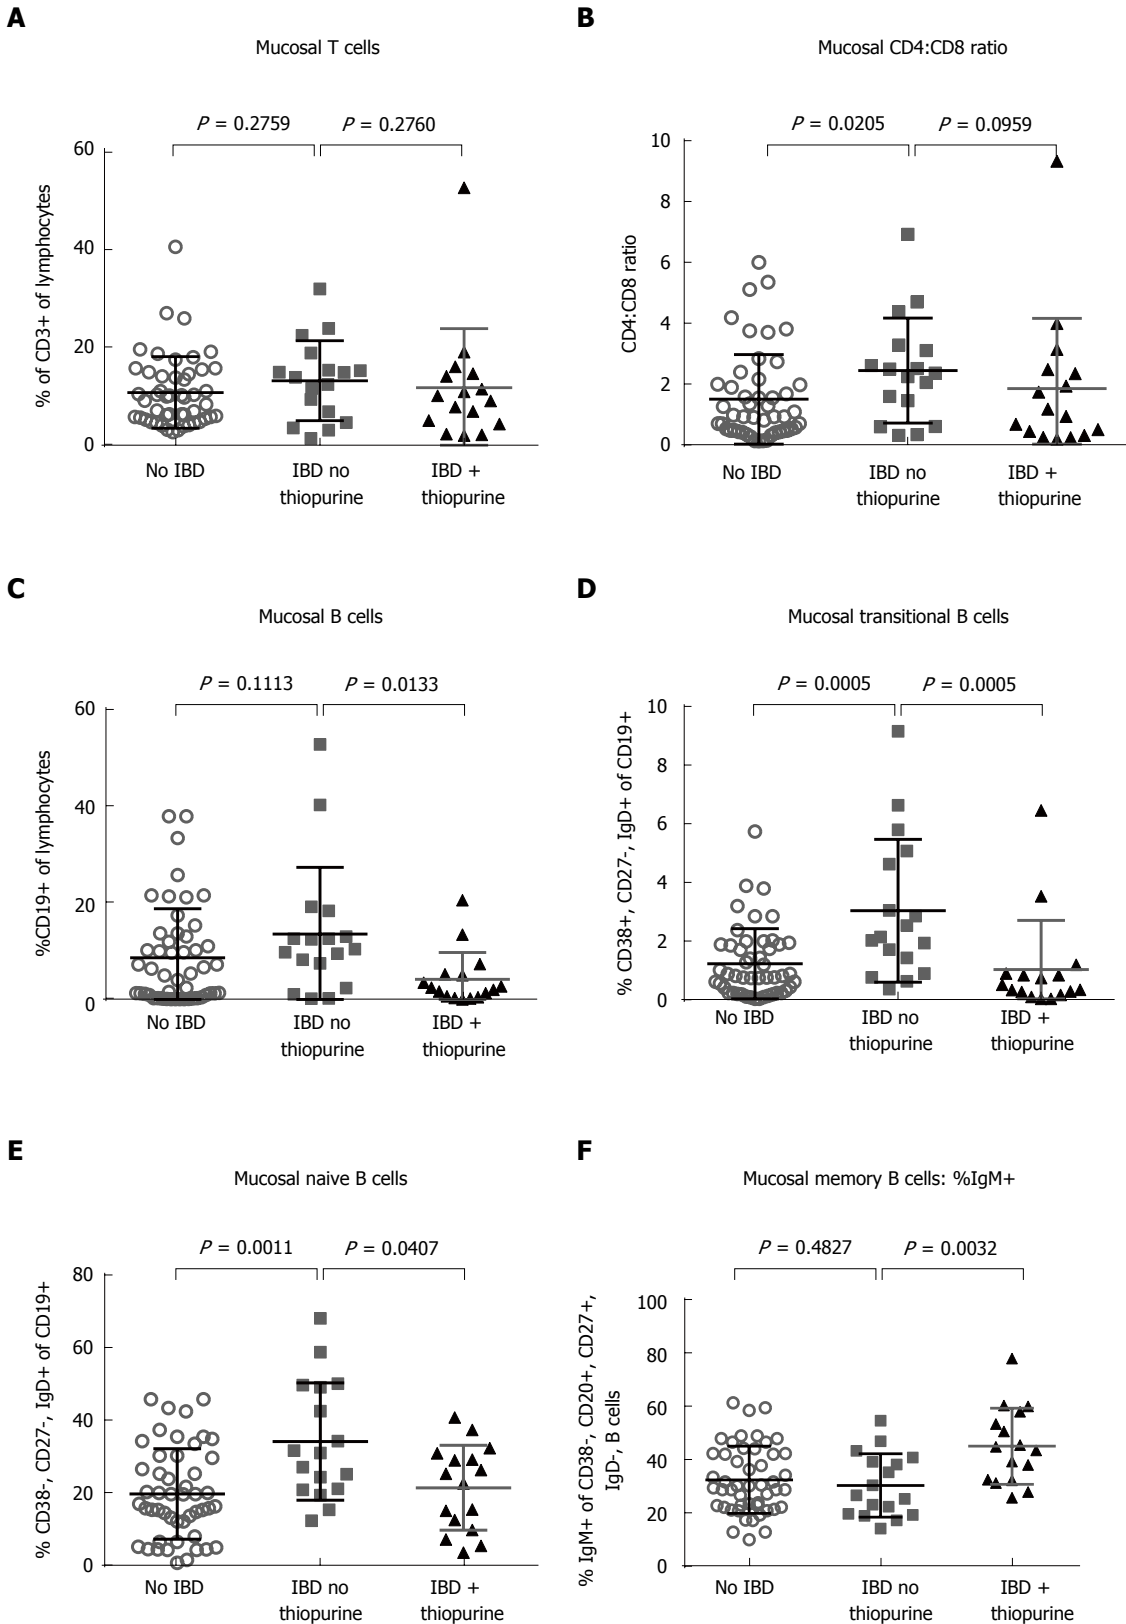 A
Mucosal T cells
P = 0.2759
P = 0.2760
% of CD3+ of lymphocytes
60
40
20
0
No IBD
IBD no
thiopurine
IBD +
thiopurine
B
Mucosal CD4:CD8 ratio
P = 0.0205
P = 0.0959
CD4:CD8 ratio
10
8
6
4
2
0
No IBD
IBD no
thiopurine
IBD +
thiopurine
C
Mucosal B cells
P = 0.1113
P = 0.0133
%CD19+ of lymphocytes
60
40
20
0
No IBD
IBD no
thiopurine
IBD +
thiopurine
D
Mucosal transitional B cells
P = 0.0005
P = 0.0005
% CD38+, CD27-, IgD+ of CD19+
10
8
6
4
2
0
No IBD
IBD no
thiopurine
IBD +
thiopurine
E
Mucosal naive B cells
P = 0.0011
P = 0.0407
% CD38-, CD27-, IgD+ of CD19+
80
60
40
20
0
No IBD
IBD no
thiopurine
IBD +
thiopurine
F
Mucosal memory B cells: %IgM+
P = 0.4827
P = 0.0032
% IgM+ of CD38-, CD20+, CD27+,
IgD-, B cells
100
80
60
40
20
0
No IBD
IBD no
thiopurine
IBD +
thiopurine